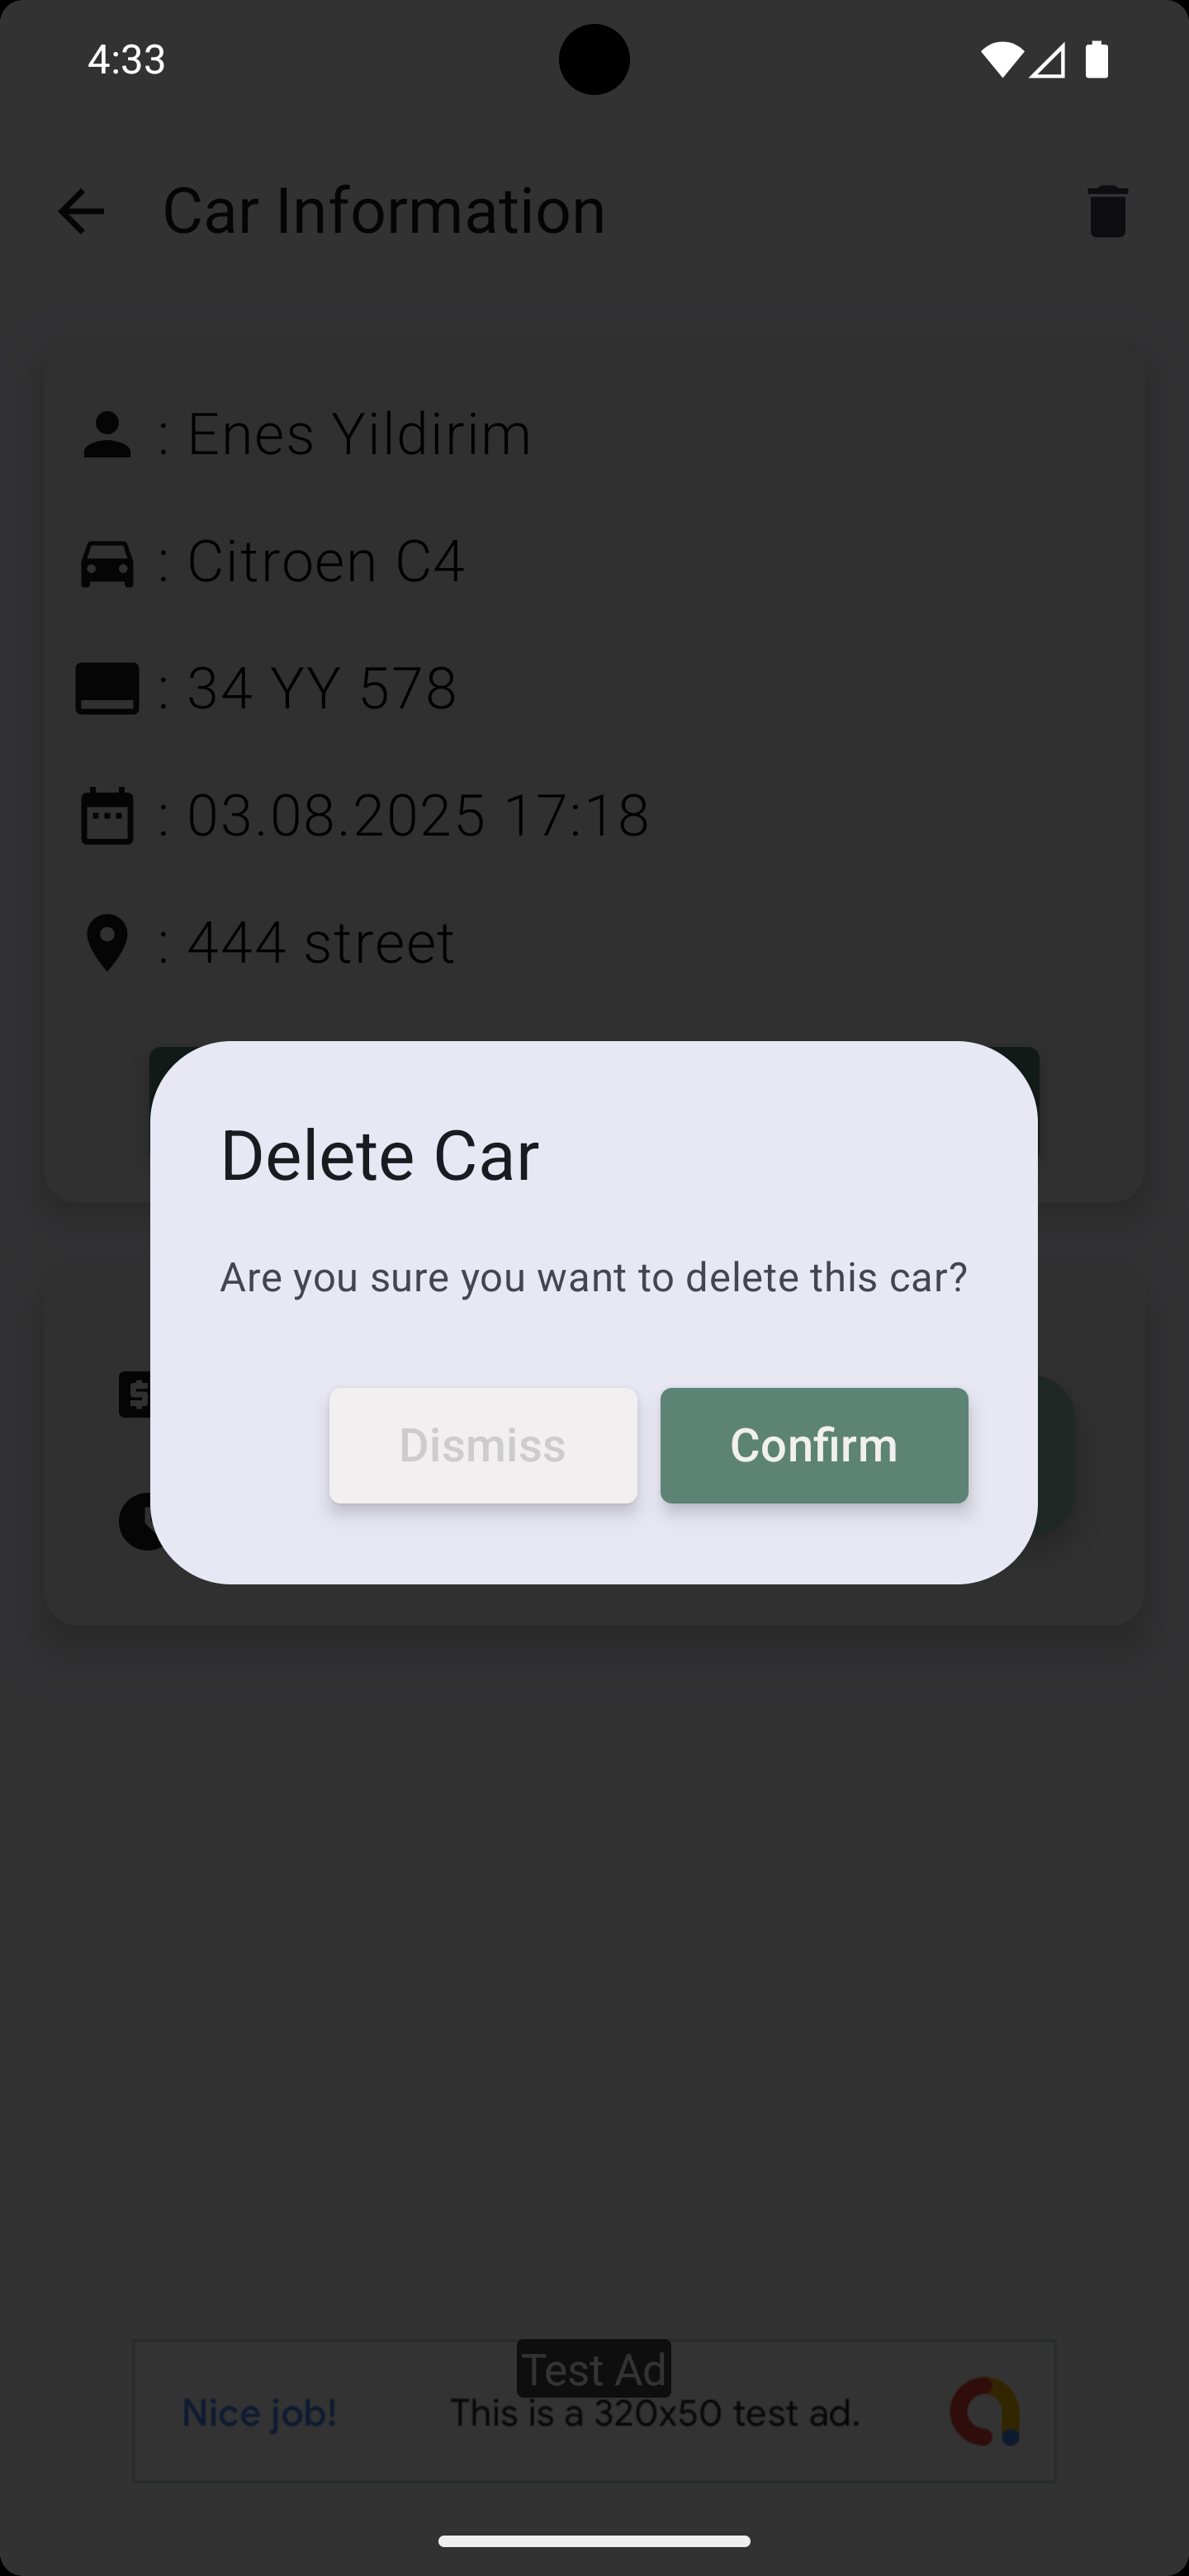 4:33
Car Information
: Enes Yildirim
: Citroen C4
: 34 YY 578
: 03.08.2025 17:18
: 444 street
Delete Car
Are you sure you want to delete this car?
Dismiss
Confirm
Test Ad
Nice job!
This is a 320x50 test ad.